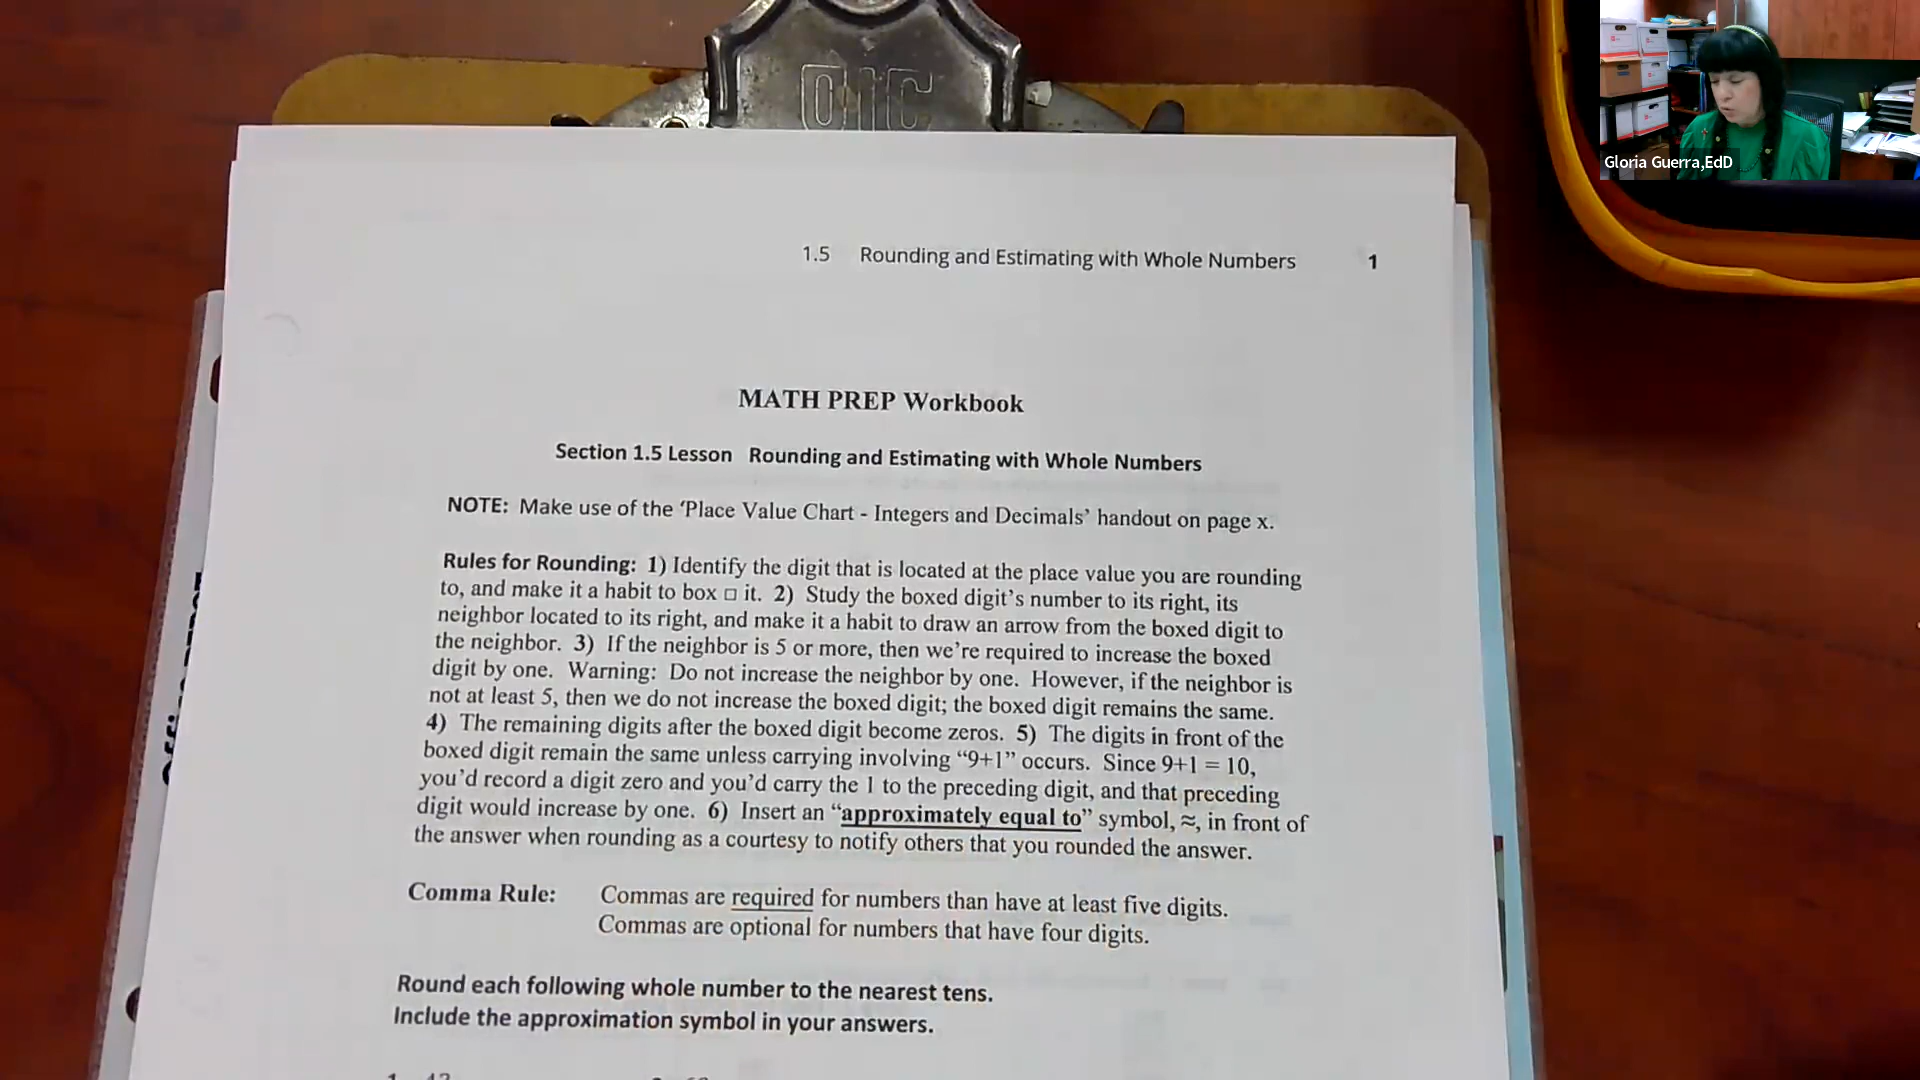 OIC
Gloria Guerra,EdD
1.5 Rounding and Estimating with Whole Numbers 1
MATH PREP Workbook
Section 1.5 Lesson Rounding and Estimating with Whole Numbers
NOTE: Make use of the ‘Place Value Chart - Integers and Decimals’ handout on page x.
Rules for Rounding: 1) Identify the digit that is located at the place value you are rounding
to, and make it a habit to box □ it. 2) Study the boxed digit’s number to its right, its
neighbor located to its right, and make it a habit to draw an arrow from the boxed digit to
the neighbor. 3) If the neighbor is 5 or more, then we’re required to increase the boxed
digit by one. Warning: Do not increase the neighbor by one. However, if the neighbor is
not at least 5, then we do not increase the boxed digit; the boxed digit remains the same.
4) The remaining digits after the boxed digit become zeros. 5) The digits in front of the
boxed digit remain the same unless carrying involving “9+1” occurs. Since 9+1 = 10,
you’d record a digit zero and you’d carry the 1 to the preceding digit, and that preceding
digit would increase by one. 6) Insert an “approximately equal to” symbol, ≈, in front of
the answer when rounding as a courtesy to notify others that you rounded the answer.
Comma Rule: Commas are required for numbers than have at least five digits.
Commas are optional for numbers that have four digits.
Round each following whole number to the nearest tens.
Include the approximation symbol in your answers.